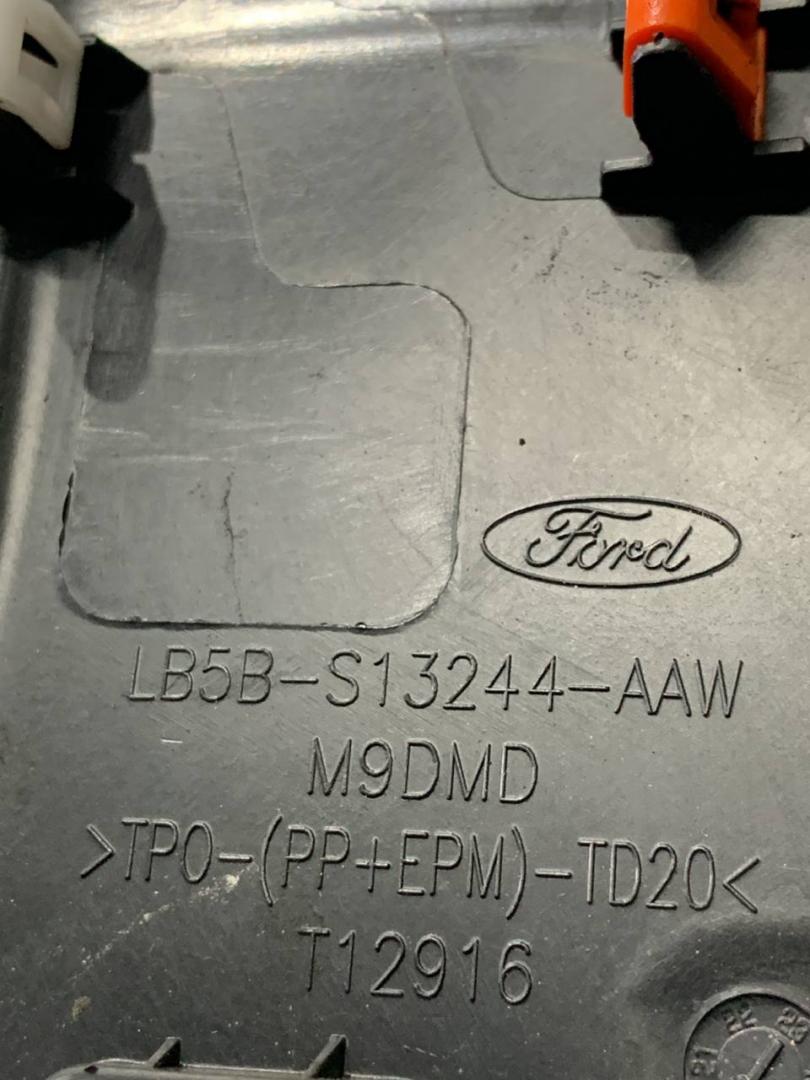 Ford
LB5B-S13244-AAW
M9DMD
>TPO-(PP+EPM)-TD20<
T12916